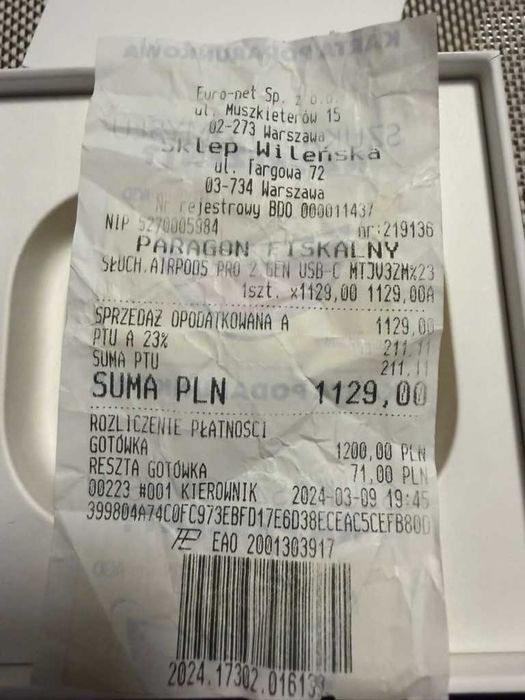 Euro-net Sp. z o.o.
ul. Muszkieterów 15
02-273 Warszawa
Sklep Wileńska
ul. Targowa 72
03-734 Warszawa
Nr rejestrowy BDO 000011437
NIP 5270005984 nr:219136
PARAGON FISKALNY
SŁUCH.AIRPODS PRO 2 GEN USB-C MTJV3ZM%23
1szt. x1129,00 1129,00A
SPRZEDAŻ OPODATKOWANA A 1129,00
PTU A 23% 211,11
SUMA PTU 211,11
SUMA PLN 1129,00
ROZLICZENIE PŁATNOŚCI
GOTÓWKA 1200,00 PLN
RESZTA GOTÓWKA 71,00 PLN
00223 #001 KIEROWNIK 2024-03-09 19:45
399804A74C0FC973EBFD17E6D38ECEAC5CEFB80D
EAO 2001303917